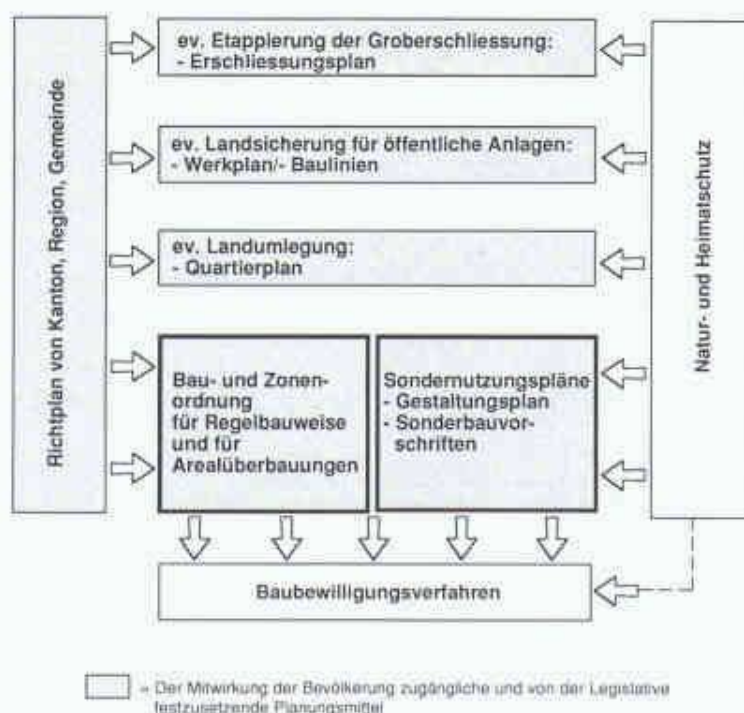 Richtplan von Kanton, Region, Gemeinde
ev. Etappierung der Groberschliessung:
- Erschliessungsplan
ev. Landsicherung für öffentliche Anlagen:
- Werkplan/- Baulinien
ev. Landumlegung:
- Quartierplan
Bau- und Zonen-
ordnung
für Regelbauweise
und für
Arealüberbauungen
Sondernutzungspläne
- Gestaltungsplan
- Sonderbauvor-
schriften
Natur- und Heimatschutz
Baubewilligungsverfahren
= Der Mitwirkung der Bevölkerung zugängliche und von der Legislative
festzusetzende Planungsmittel